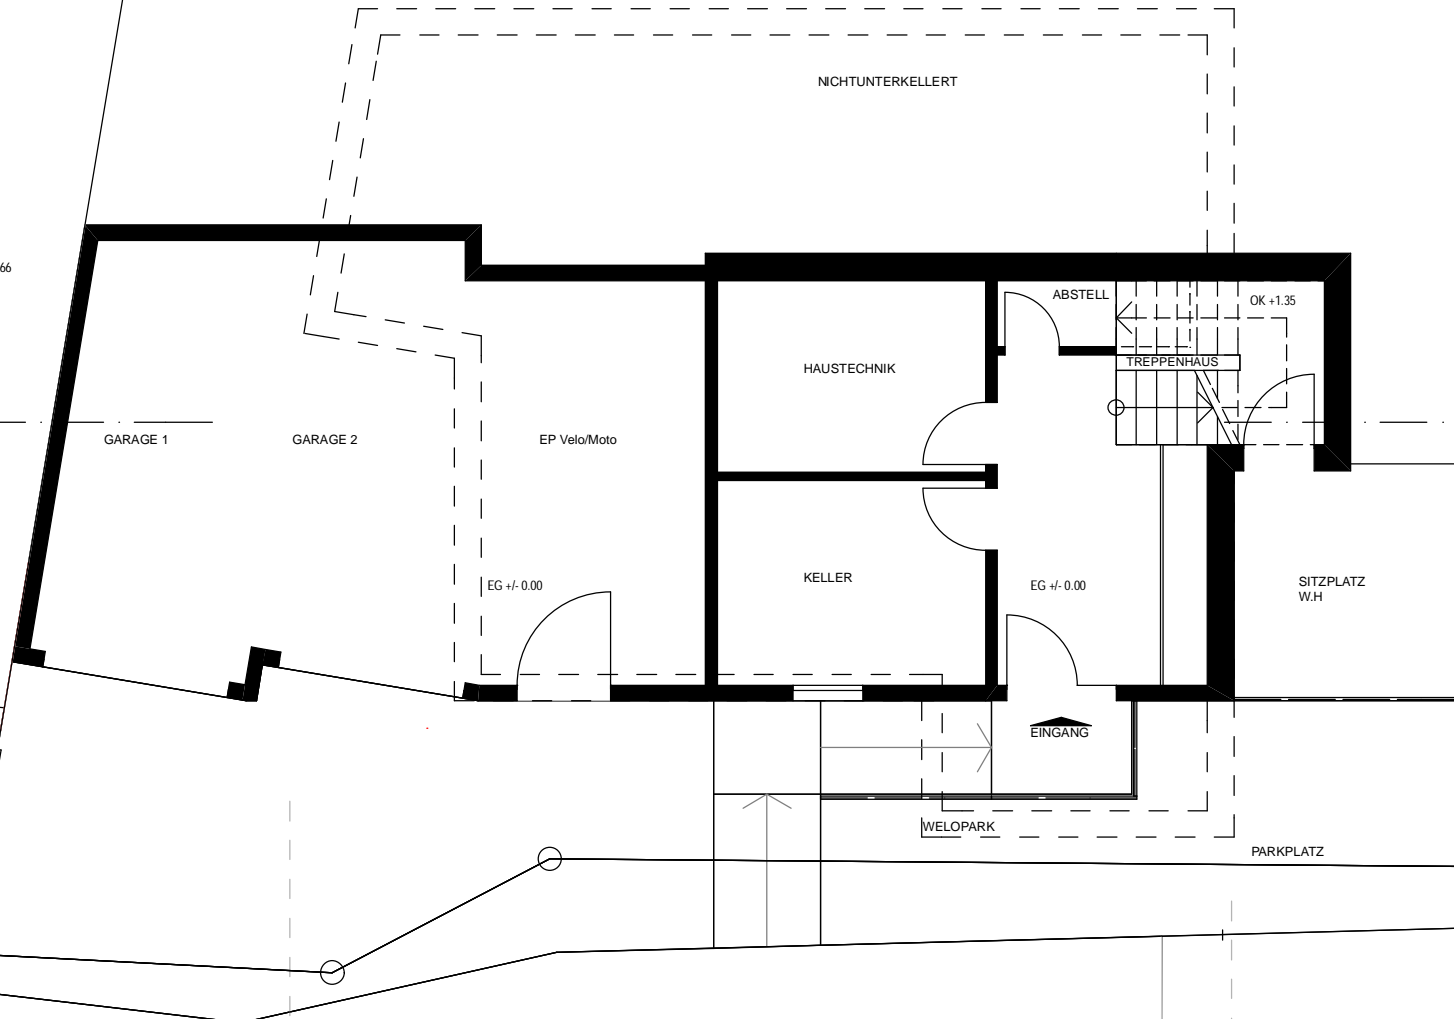 NICHTUNTERKELLERT
66
ABSTELL
OK +1.35
TREPPENHAUS
HAUSTECHNIK
GARAGE 1
GARAGE 2
EP Velo/Moto
KELLER
EG +/- 0.00
EG +/- 0.00
SITZPLATZ
W.H
EINGANG
WELOPARK
PARKPLATZ